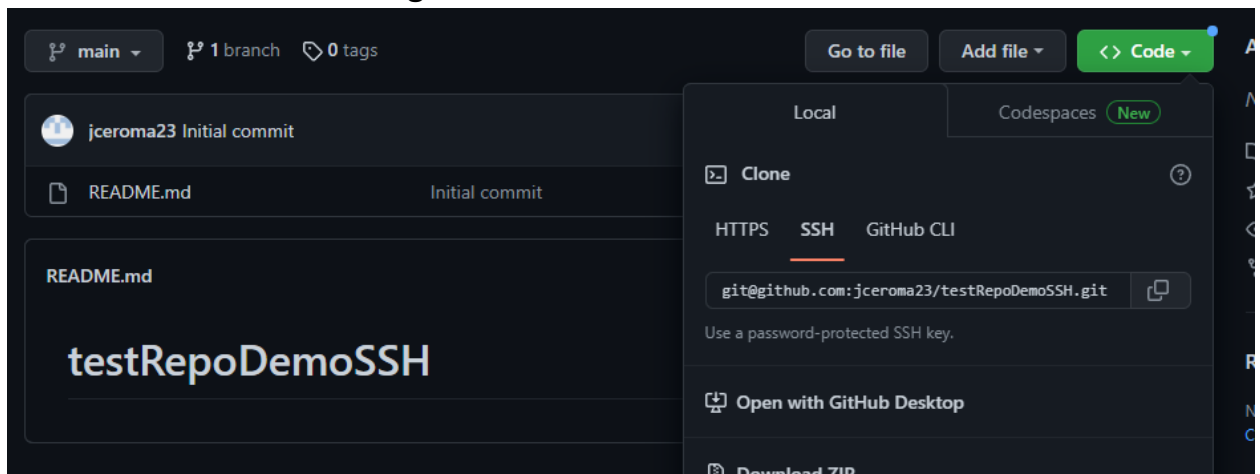 main 1 branch 0 tags Go to file Add file <> Code
Local Codespaces New
jceroma23 Initial commit
Clone
README.md Initial commit
HTTPS SSH GitHub CLI
README.md
git@github.com:jceroma23/testRepoDemoSSH.git
Use a password-protected SSH key.
testRepoDemoSSH
Open with GitHub Desktop
Download ZIP